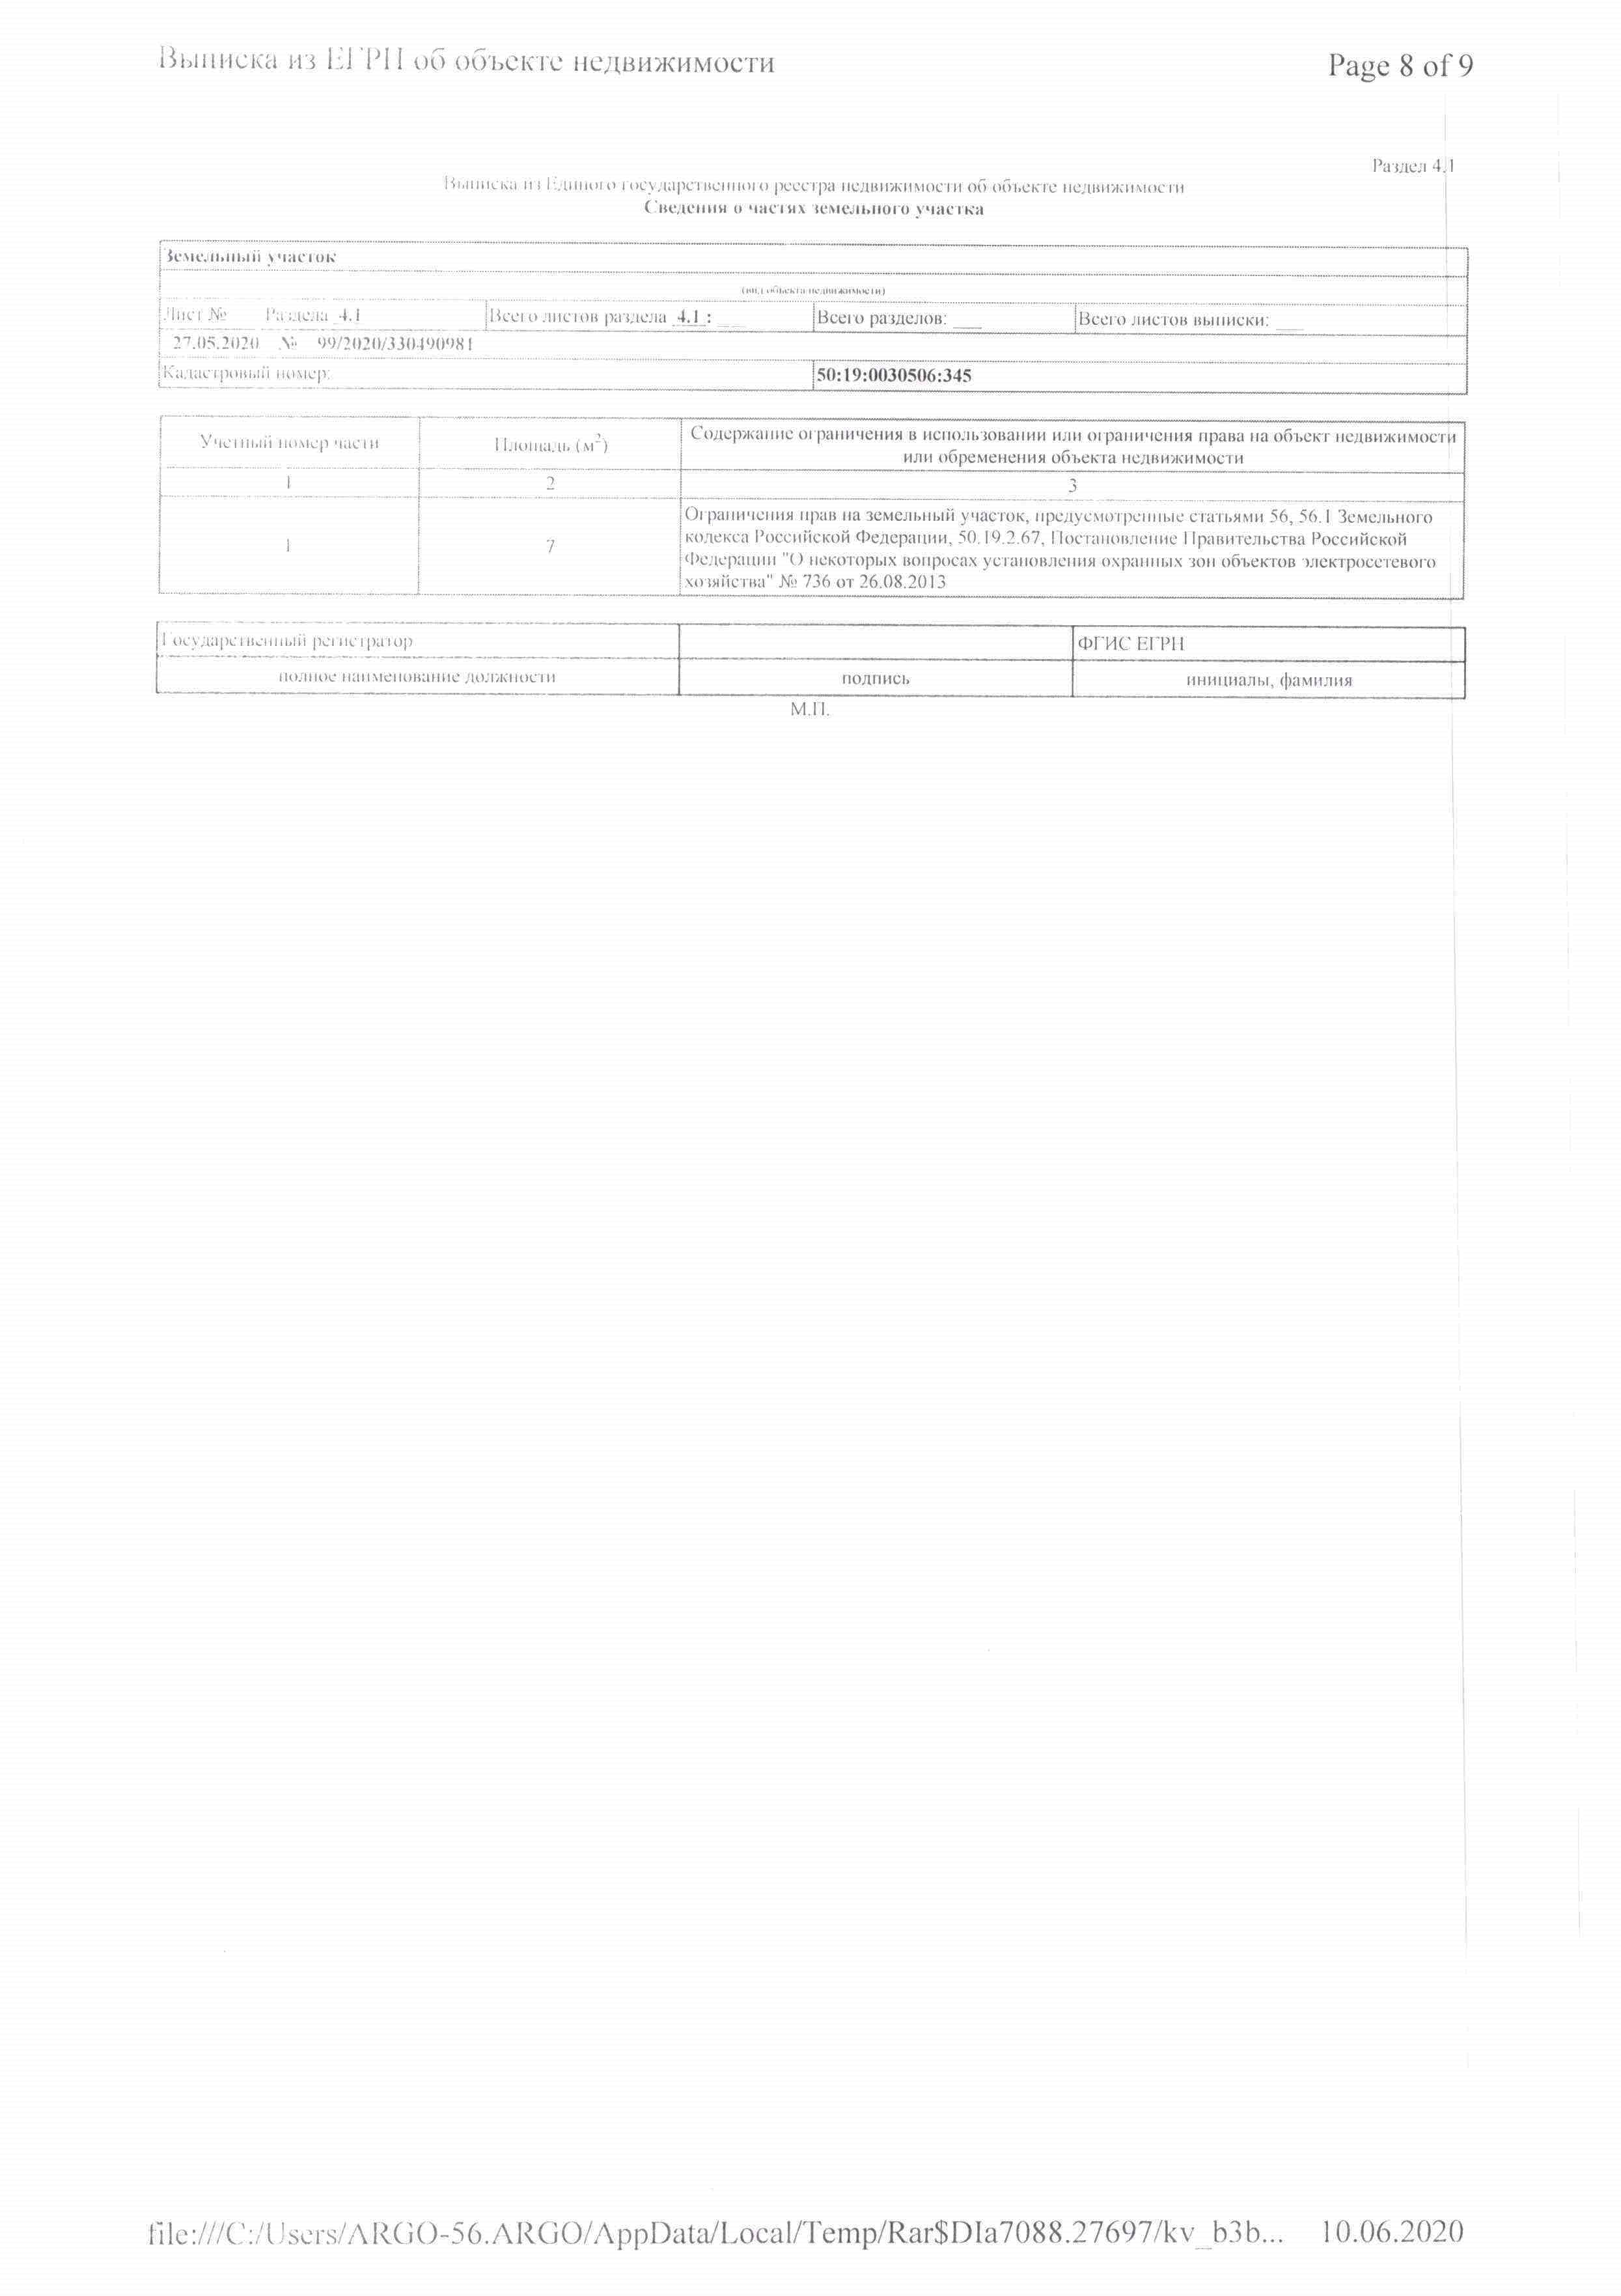 Выписка из ЕГРП об объекте недвижимости
Page 8 of 9
Раздел 4.1
Выписка из Единого государственного реестра недвижимости об объекте недвижимости
Сведения о частях земельного участка
Земельный участок
(вид объекта недвижимости)
Лист № Раздела 4.1 Всего листов раздела 4.1 : ___ Всего разделов: ___ Всего листов выписки: ___
27.05.2020 № 99/2020/330490981
Кадастровый номер: 50:19:0030506:345
Учетный номер части
Площадь (м²)
Содержание ограничения в использовании или ограничения права на объект недвижимости
или обременения объекта недвижимости
1 2 3
1
7
Ограничения прав на земельный участок, предусмотренные статьями 56, 56.1 Земельного
кодекса Российской Федерации, 50.19.2.67, Постановление Правительства Российской
Федерации "О некоторых вопросах установления охранных зон объектов электросетевого
хозяйства" № 736 от 26.08.2013
Государственный регистратор ФГИС ЕГРН
полное наименование должности подпись инициалы, фамилия
М.П.
file:///C:/Users/ARGO-56.ARGO/AppData/Local/Temp/Rar$DIa7088.27697/kv_b3b... 10.06.2020